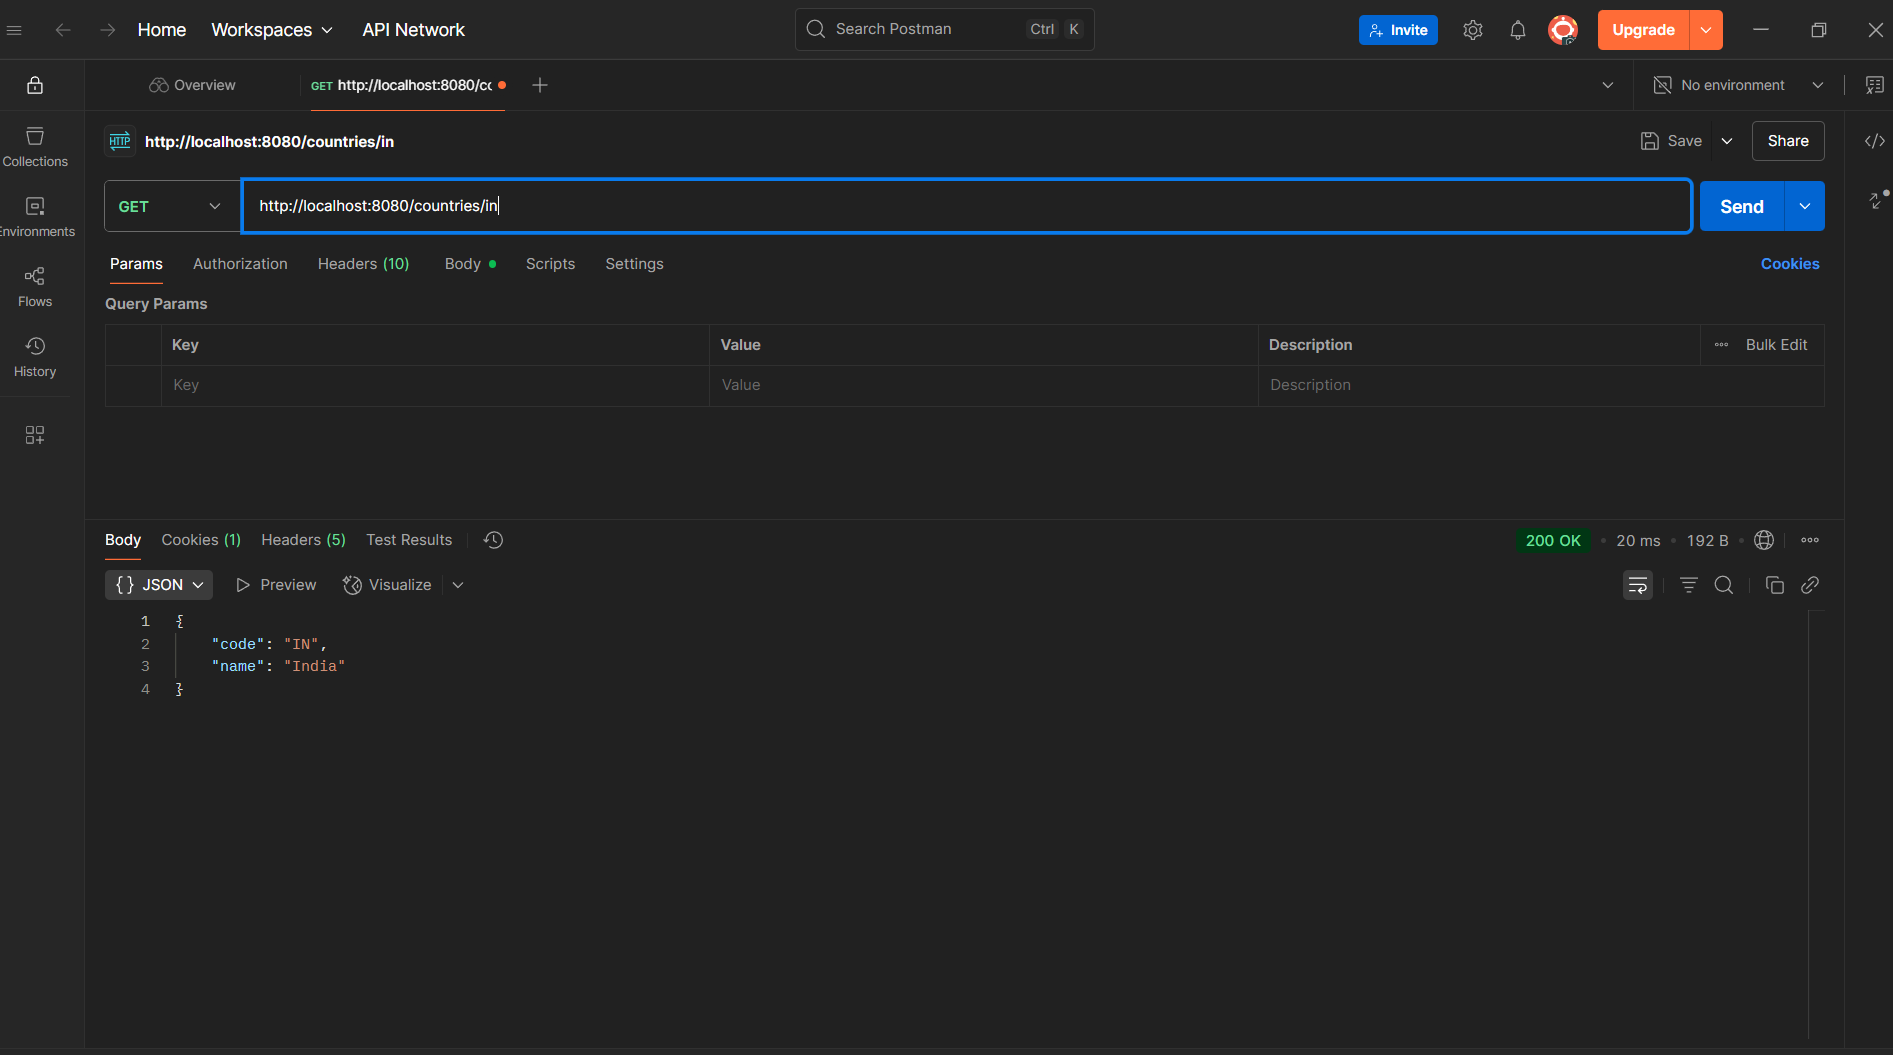 Home Workspaces API Network Search Postman Ctrl K Invite Upgrade
Overview GET http://localhost:8080/cc No environment
HTTP http://localhost:8080/countries/in Save Share
Collections
GET http://localhost:8080/countries/in Send
Environments
Params Authorization Headers (10) Body Scripts Settings Cookies
Flows
Query Params
Key Value Description Bulk Edit
History
Key Value Description
Body Cookies (1) Headers (5) Test Results 200 OK 20 ms 192 B
{} JSON Preview Visualize
1 {
2 "code": "IN",
3 "name": "India"
4 }